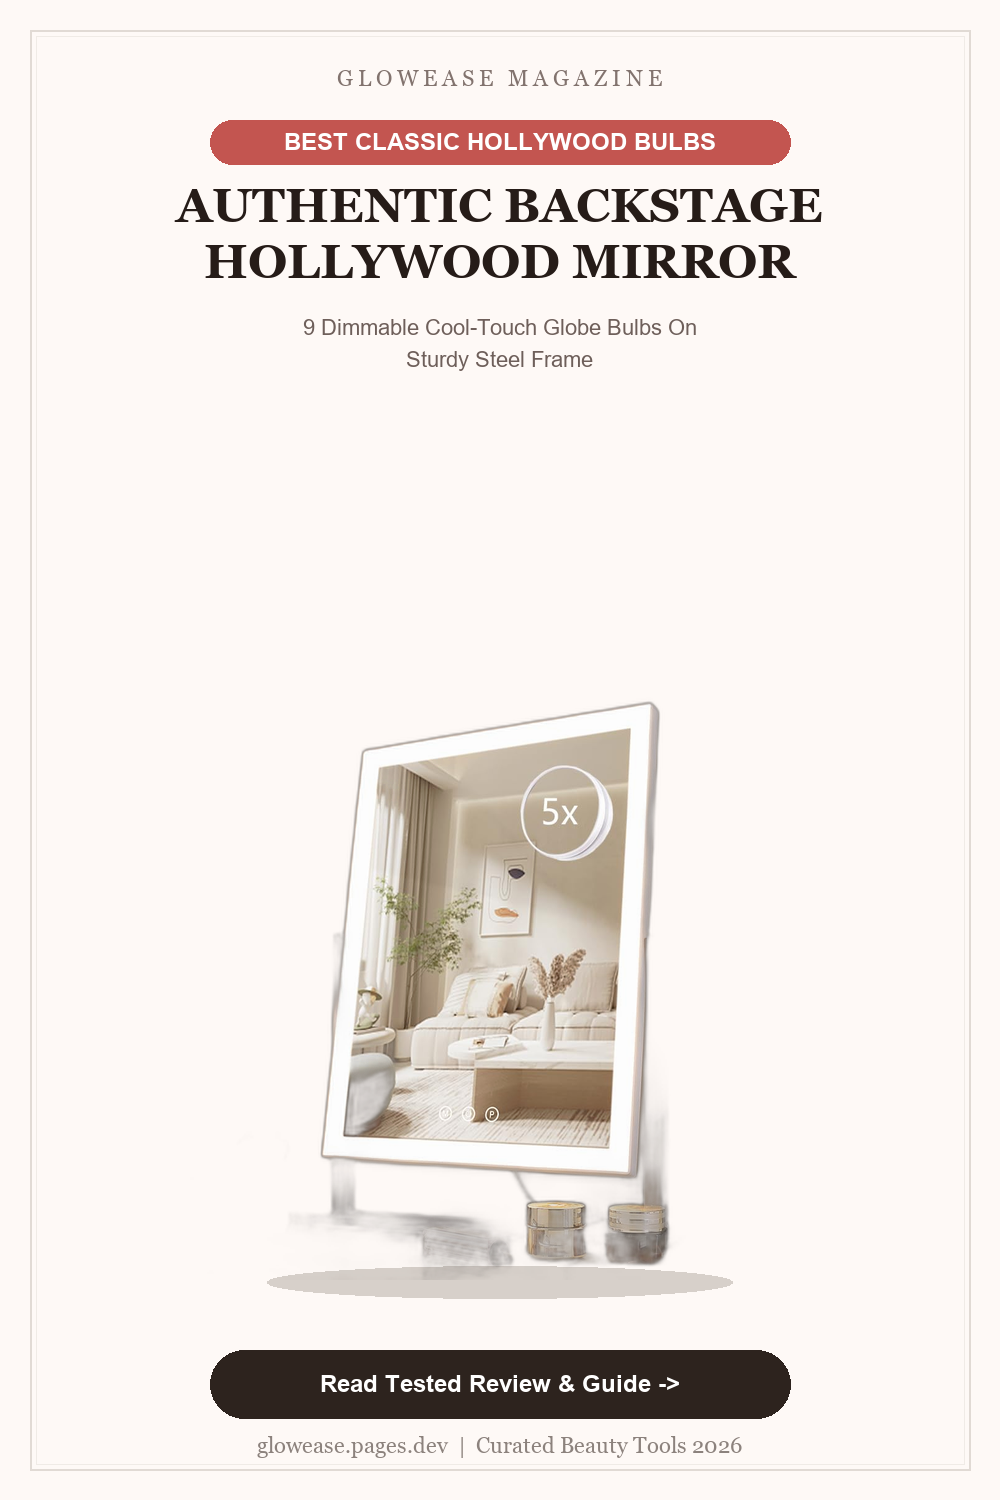 GLOWEASE MAGAZINE
BEST CLASSIC HOLLYWOOD BULBS
AUTHENTIC BACKSTAGE
HOLLYWOOD MIRROR
9 Dimmable Cool-Touch Globe Bulbs On
Sturdy Steel Frame
5x
P
Read Tested Review & Guide ->
glowease.pages.dev | Curated Beauty Tools 2026